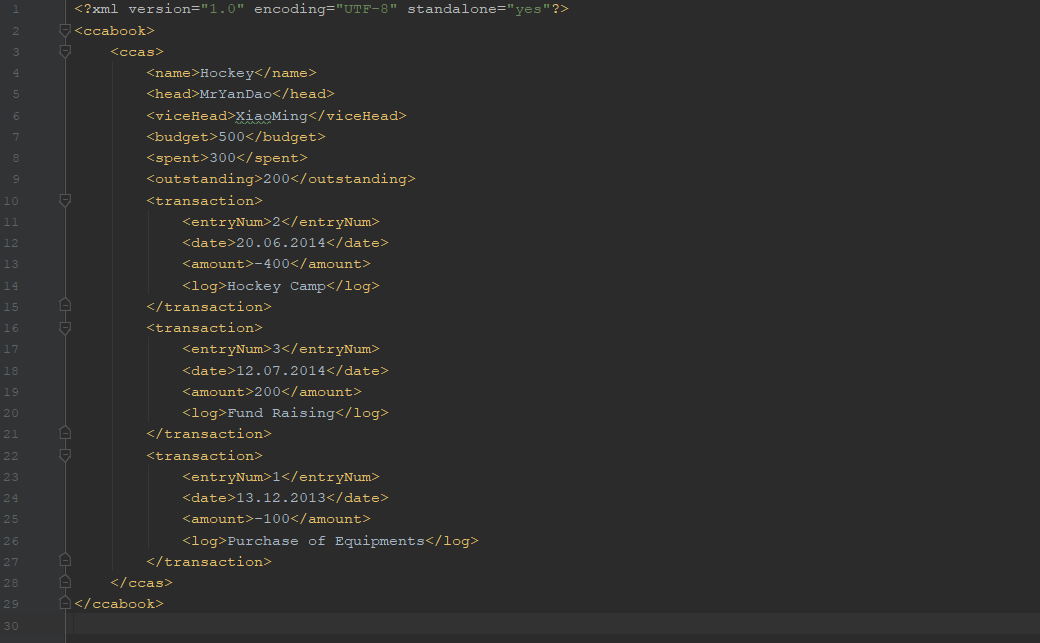 1 <?xml version="1.0" encoding="UTF-8" standalone="yes"?>
2 <ccabook>
3     <ccas>
4         <name>Hockey</name>
5         <head>MrYanDao</head>
6         <viceHead>XiaoMing</viceHead>
7         <budget>500</budget>
8         <spent>300</spent>
9         <outstanding>200</outstanding>
10         <transaction>
11             <entryNum>2</entryNum>
12             <date>20.06.2014</date>
13             <amount>-400</amount>
14             <log>Hockey Camp</log>
15         </transaction>
16         <transaction>
17             <entryNum>3</entryNum>
18             <date>12.07.2014</date>
19             <amount>200</amount>
20             <log>Fund Raising</log>
21         </transaction>
22         <transaction>
23             <entryNum>1</entryNum>
24             <date>13.12.2013</date>
25             <amount>-100</amount>
26             <log>Purchase of Equipments</log>
27         </transaction>
28     </ccas>
29 </ccabook>
30